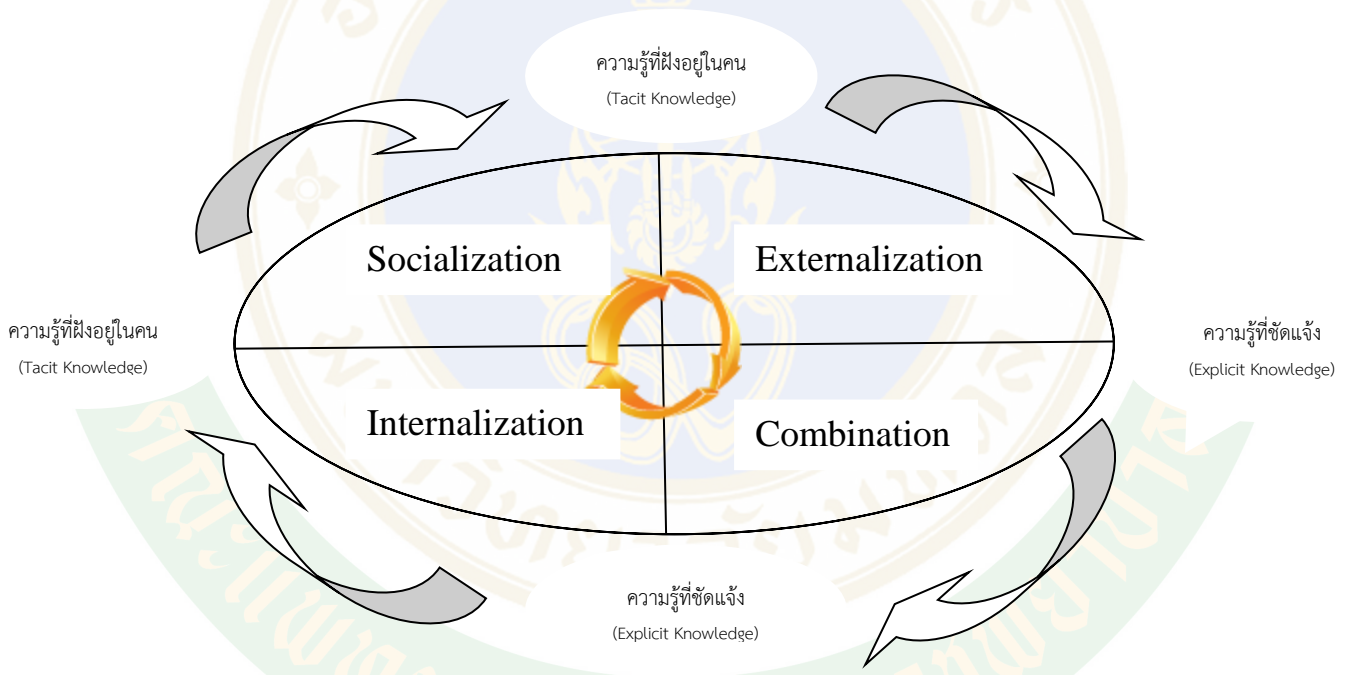 ความรู้ที่ฝังอยู่ในคน
(Tacit Knowledge)
Socialization
Externalization
ความรู้ที่ฝังอยู่ในคน
(Tacit Knowledge)
ความรู้ที่ชัดแจ้ง
(Explicit Knowledge)
Internalization
Combination
ความรู้ที่ชัดแจ้ง
(Explicit Knowledge)